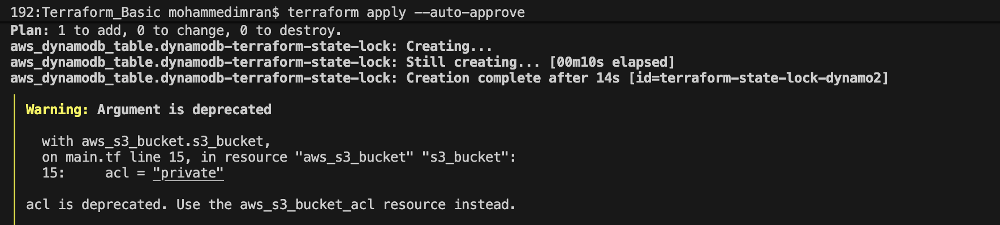 192:Terraform_Basic mohammedimran$ terraform apply --auto-approve
Plan: 1 to add, 0 to change, 0 to destroy.
aws_dynamodb_table.dynamodb-terraform-state-lock: Creating...
aws_dynamodb_table.dynamodb-terraform-state-lock: Still creating... [00m10s elapsed]
aws_dynamodb_table.dynamodb-terraform-state-lock: Creation complete after 14s [id=terraform-state-lock-dynamo2]
Warning: Argument is deprecated
with aws_s3_bucket.s3_bucket,
on main.tf line 15, in resource "aws_s3_bucket" "s3_bucket":
15:     acl = "private"
acl is deprecated. Use the aws_s3_bucket_acl resource instead.